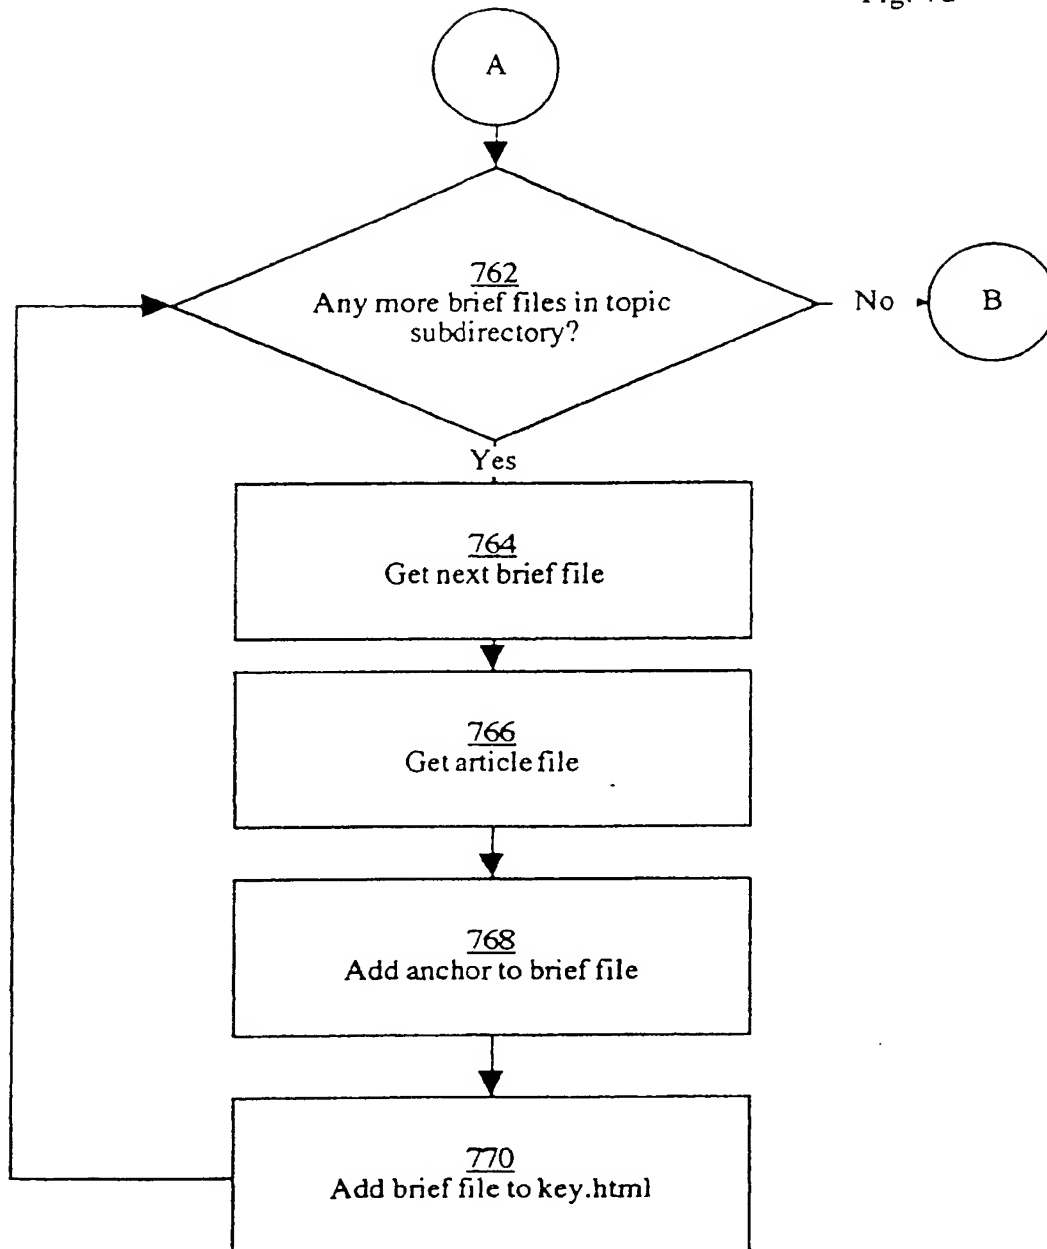 A
762
Any more brief files in topic
subdirectory?
No
B
Yes
764
Get next brief file
766
Get article file
768
Add anchor to brief file
770
Add brief file to key.html